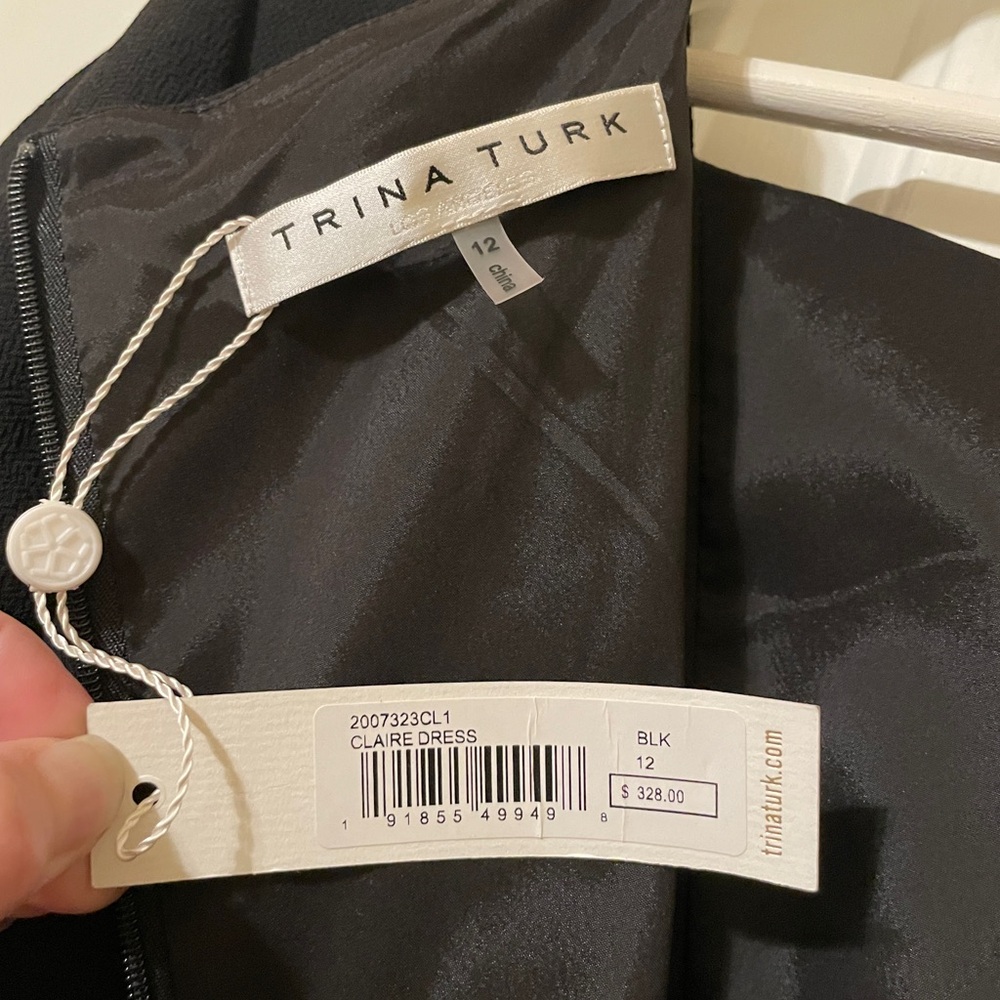 TRINA TURK
LOS ANGELES
12
china
2007323CL1
CLAIRE DRESS
BLK
12
$ 328.00
1 91855 49949 8
trinaturk.com